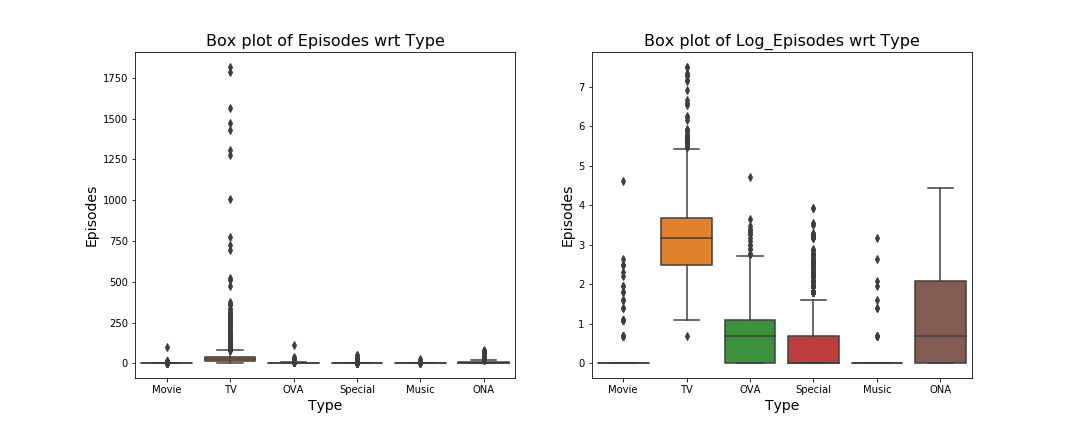 Box plot of Episodes wrt Type
1750
1500
1250
1000
750
500
250
0
Episodes
Movie TV OVA Special Music ONA
Type
Box plot of Log_Episodes wrt Type
7
6
5
4
3
2
1
0
Episodes
Movie TV OVA Special Music ONA
Type